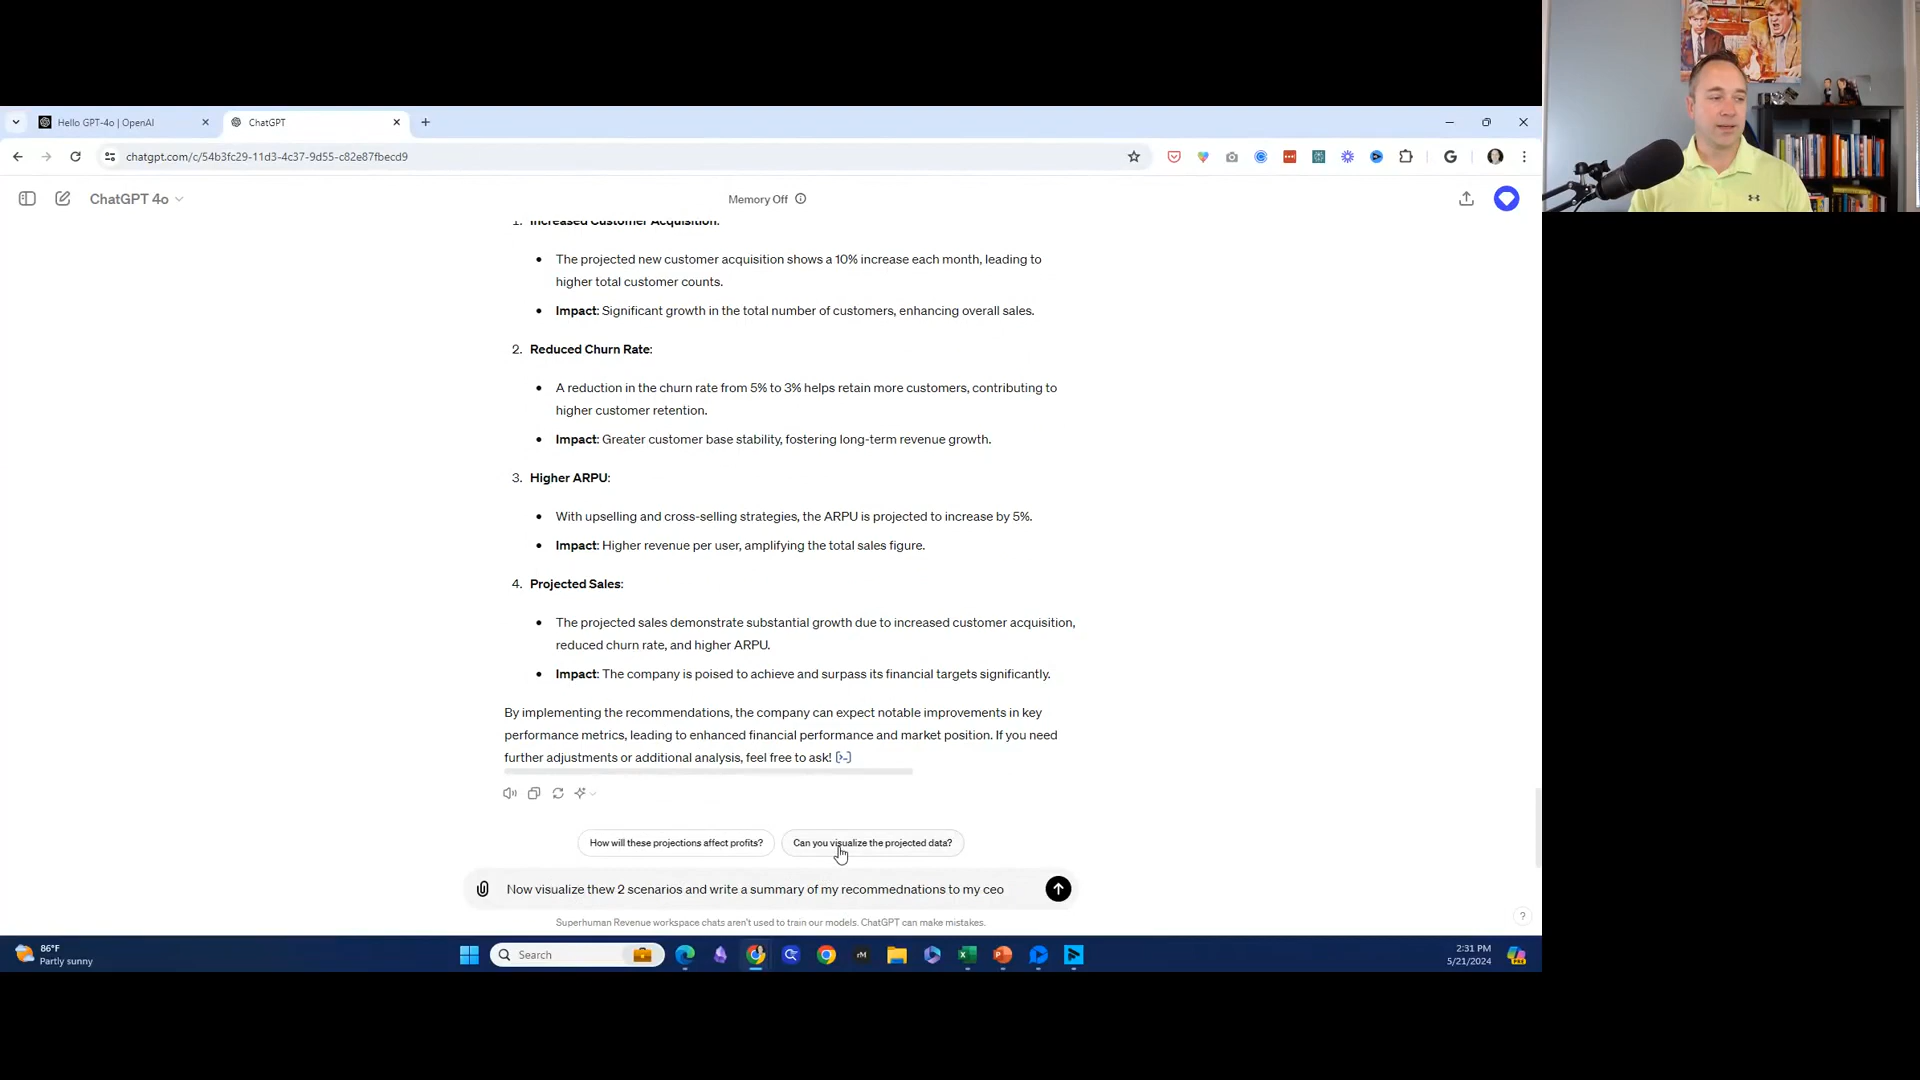 Hello GPT-4o | OpenAI
ChatGPT
chatgpt.com/c/54b3fc29-11d3-4c37-9d55-c82e87fbecd9
ChatGPT 4o
Memory Off
1. Increased Customer Acquisition:
• The projected new customer acquisition shows a 10% increase each month, leading to
higher total customer counts.
• Impact: Significant growth in the total number of customers, enhancing overall sales.
2. Reduced Churn Rate:
• A reduction in the churn rate from 5% to 3% helps retain more customers, contributing to
higher customer retention.
• Impact: Greater customer base stability, fostering long-term revenue growth.
3. Higher ARPU:
• With upselling and cross-selling strategies, the ARPU is projected to increase by 5%.
• Impact: Higher revenue per user, amplifying the total sales figure.
4. Projected Sales:
• The projected sales demonstrate substantial growth due to increased customer acquisition,
reduced churn rate, and higher ARPU.
• Impact: The company is poised to achieve and surpass its financial targets significantly.
By implementing the recommendations, the company can expect notable improvements in key
performance metrics, leading to enhanced financial performance and market position. If you need
further adjustments or additional analysis, feel free to ask! [>-]
How will these projections affect profits?
Can you visualize the projected data?
Now visualize thew 2 scenarios and write a summary of my recommednations to my ceo
Superhuman Revenue workspace chats aren't used to train our models. ChatGPT can make mistakes.
?
86°F
Partly sunny
Search
rM
2:31 PM
5/21/2024